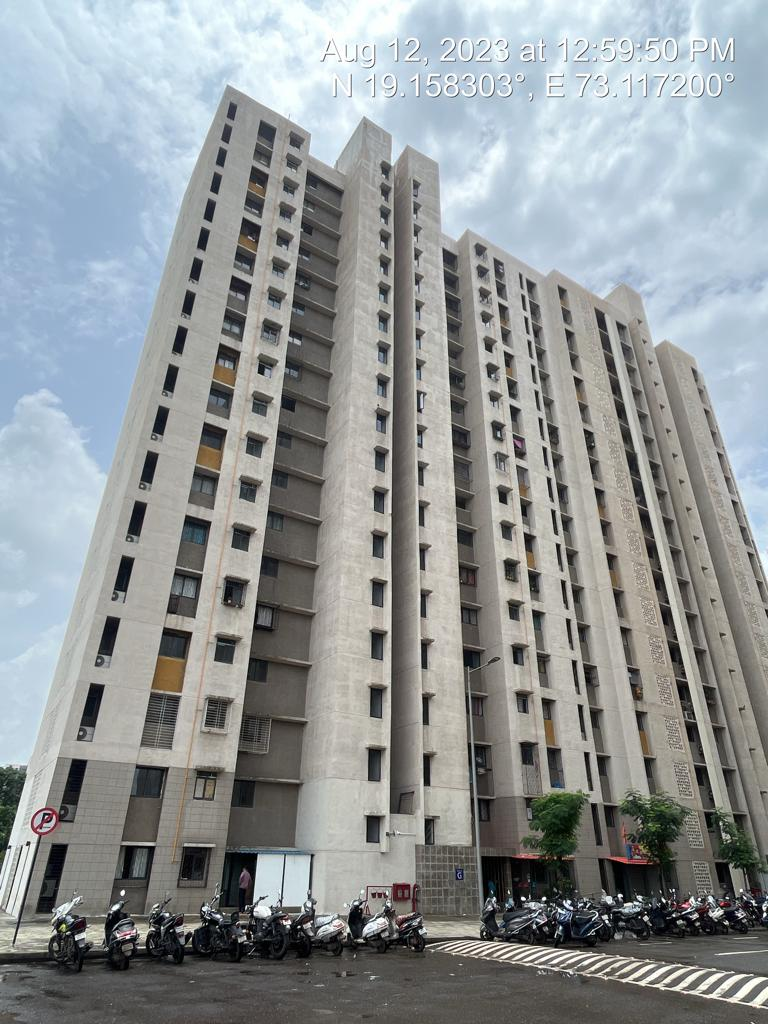 Aug 12, 2023 at 12:59:50 PM
N 19.158303°, E 73.117200°
P
G